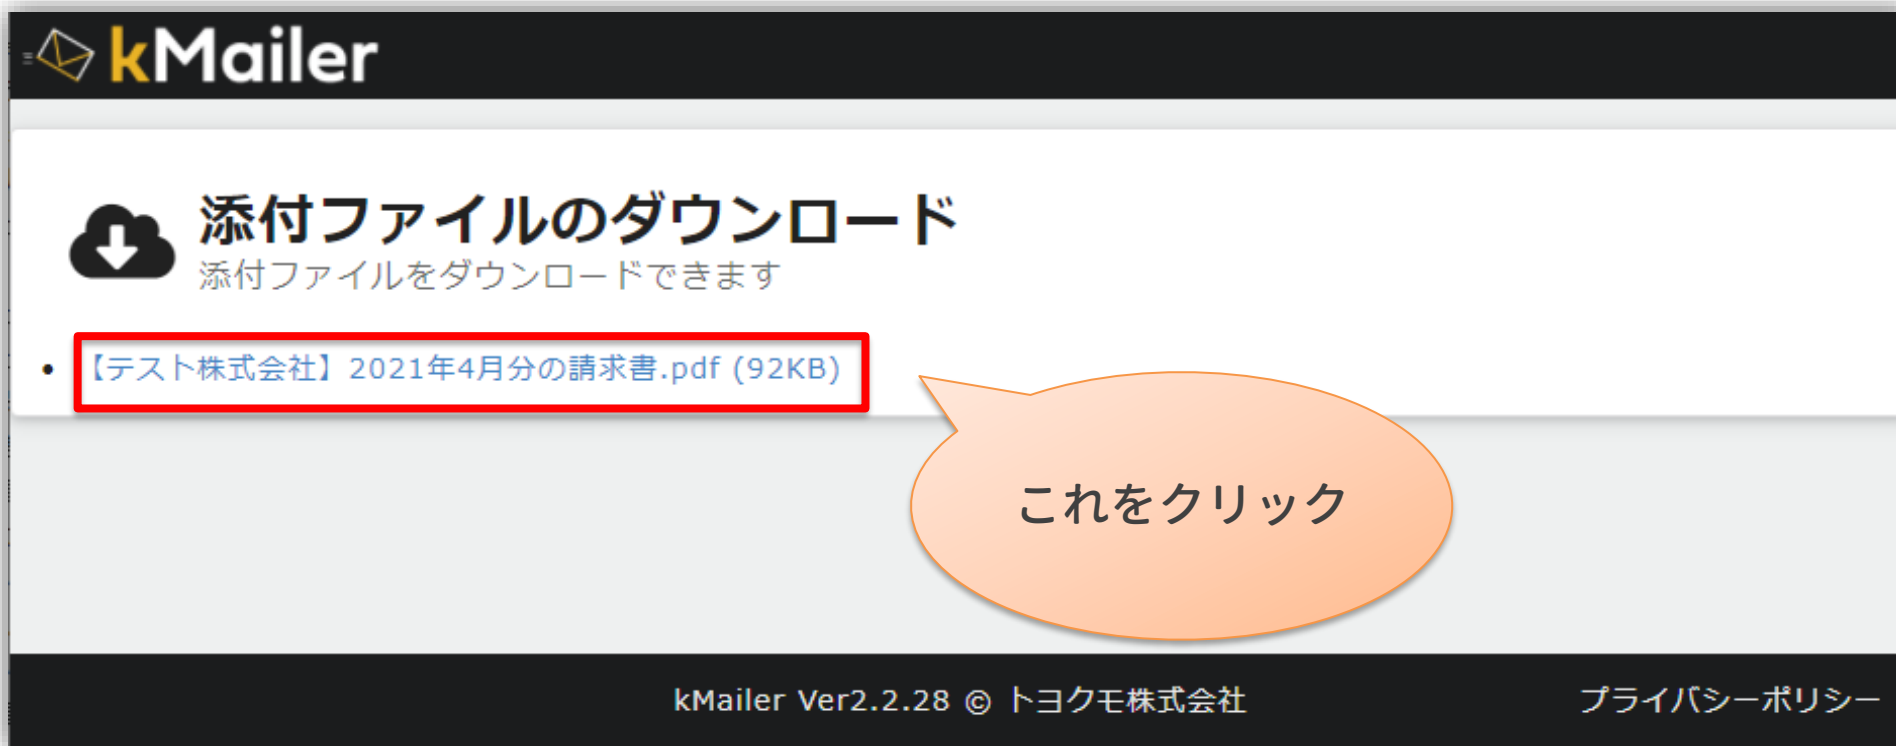 kMailer
添付ファイルのダウンロード
添付ファイルをダウンロードできます
• 【テスト株式会社】2021年4月分の請求書.pdf (92KB)
これをクリック
kMailer Ver2.2.28 © トヨクモ株式会社
プライバシーポリシー